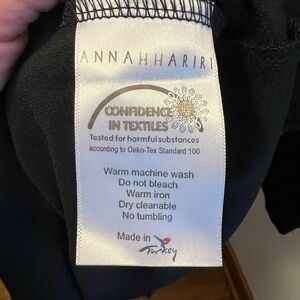 ANNAHHARIRI
CONFIDENCE
IN TEXTILES
Tested for harmful substances
according to Oeko-Tex Standard 100
Warm machine wash
Do not bleach
Warm iron
Dry cleanable
No tumbling
Made in Turkey